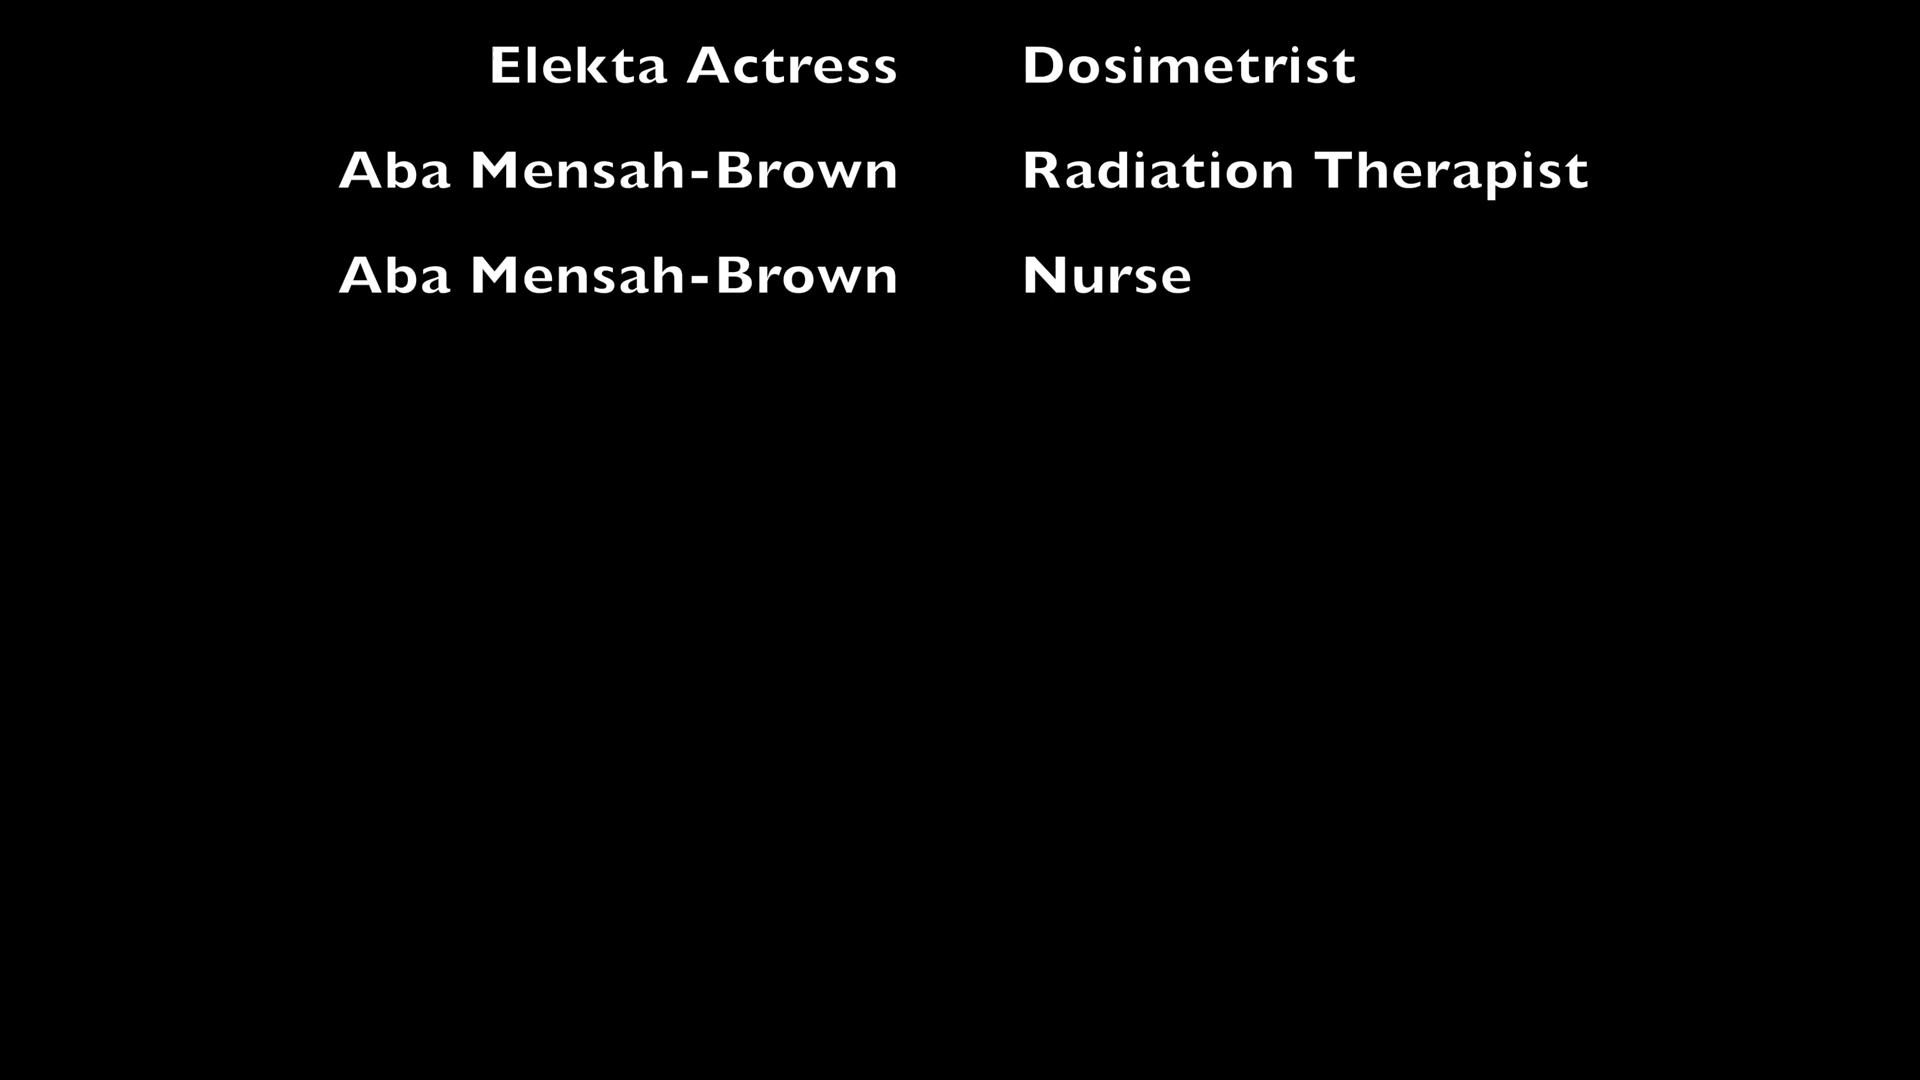 Elekta Actress Dosimetrist
Aba Mensah-Brown Radiation Therapist
Aba Mensah-Brown Nurse